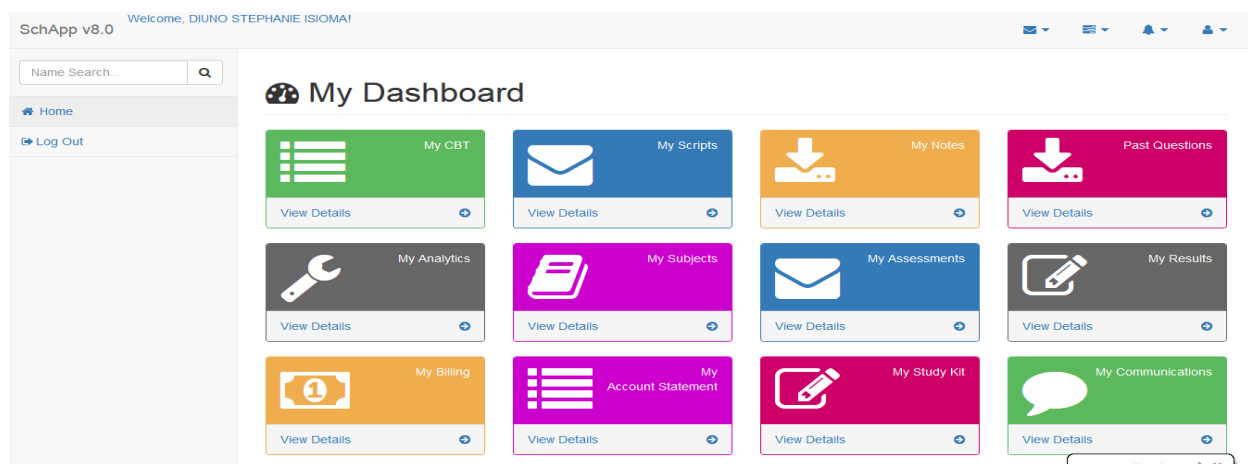 SchApp v8.0
Welcome, DIUNO STEPHANIE ISIOMA!
Name Search...
Home
Log Out
My Dashboard
My CBT
View Details
My Scripts
View Details
My Notes
View Details
Past Questions
View Details
My Analytics
View Details
My Subjects
View Details
My Assessments
View Details
My Results
View Details
My Billing
1
View Details
My
Account Statement
View Details
My Study Kit
View Details
My Communications
View Details